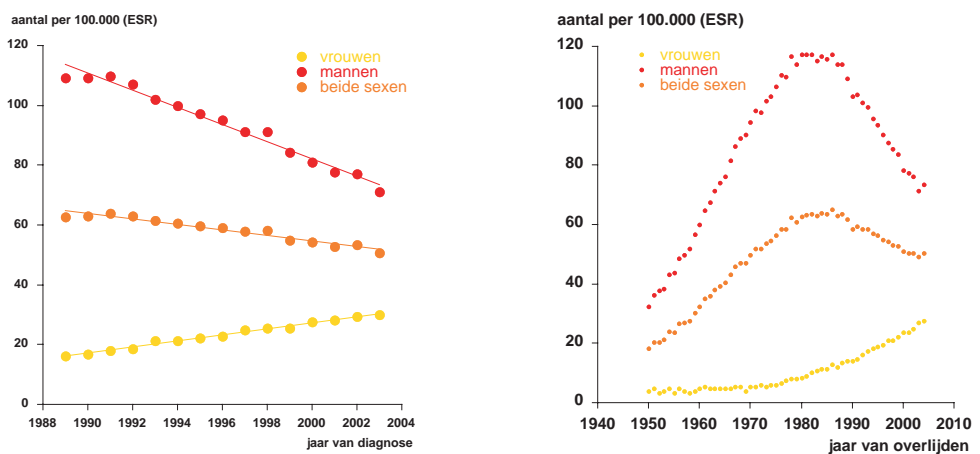 aantal per 100.000 (ESR)
120
100
80
60
40
20
0
vrouwen
mannen
beide sexen
1988 1990 1992 1994 1996 1998 2000 2002 2004
jaar van diagnose
aantal per 100.000 (ESR)
120
100
80
60
40
20
0
vrouwen
mannen
beide sexen
1940 1950 1960 1970 1980 1990 2000 2010
jaar van overlijden